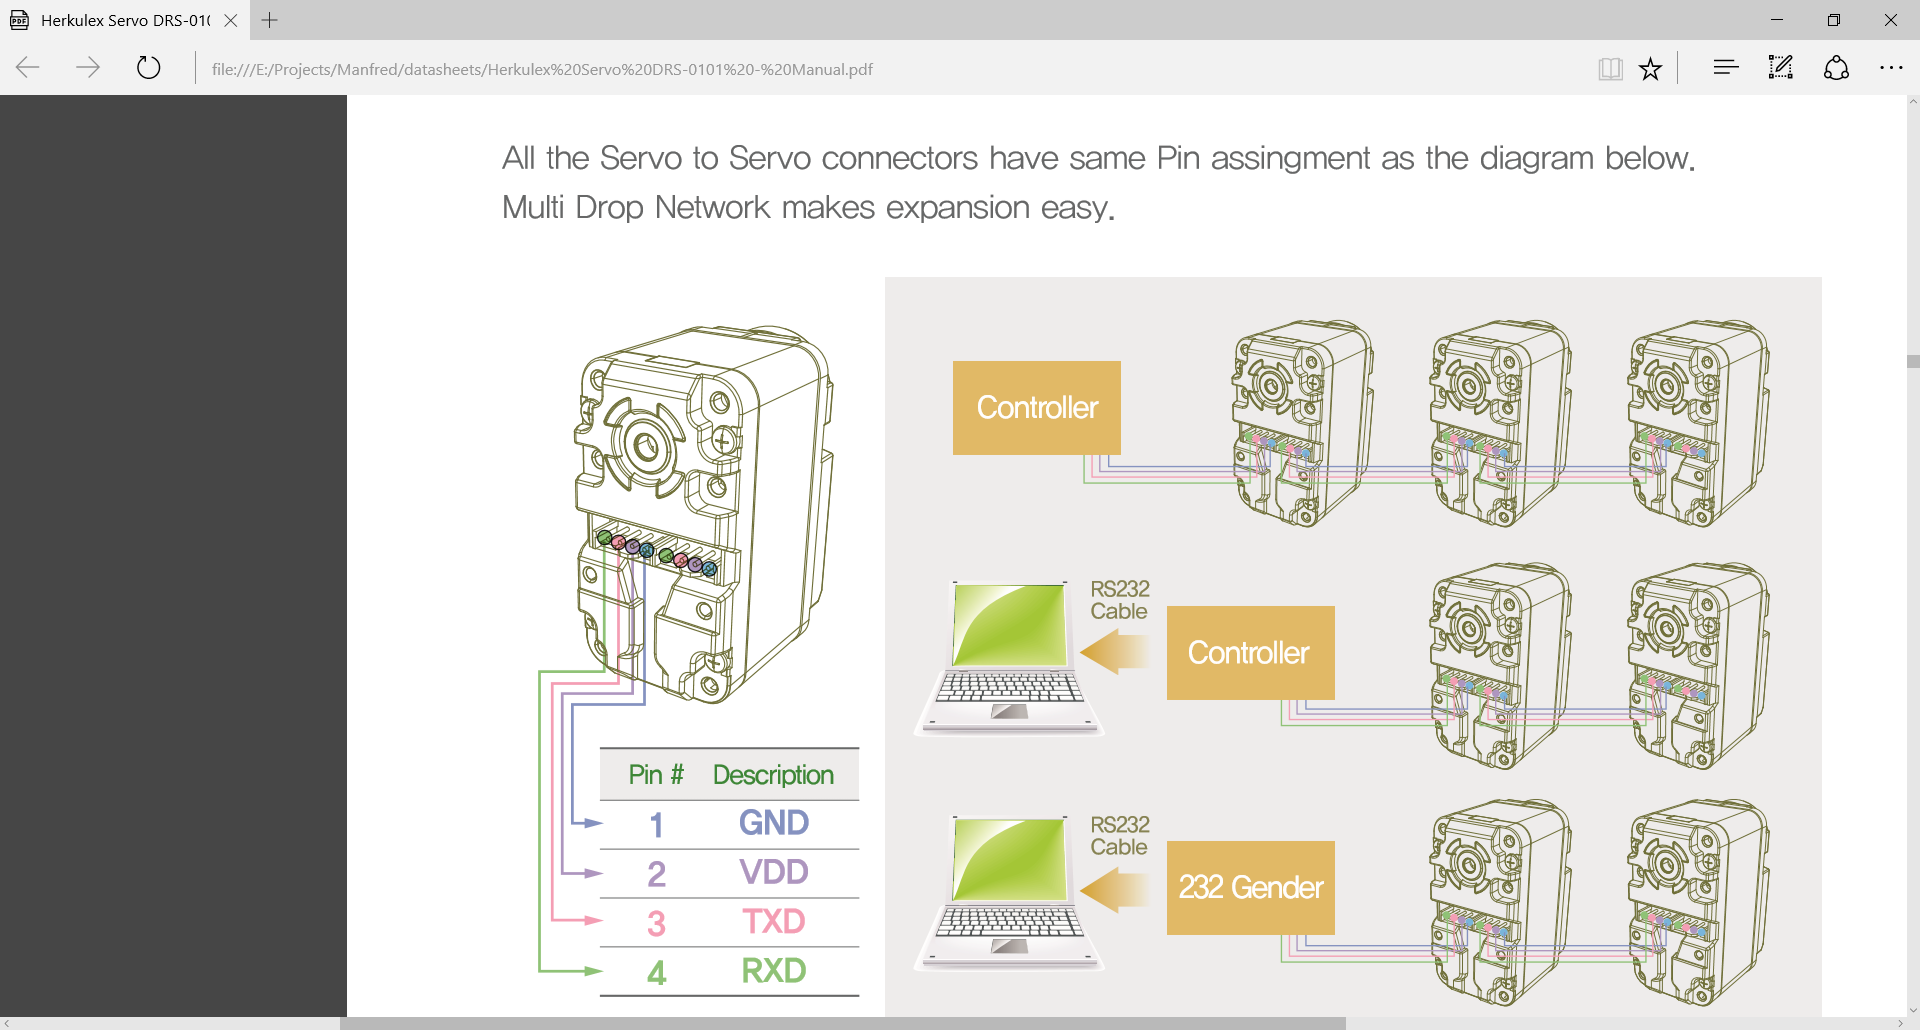 Herkulex Servo DRS-010
file:///E:/Projects/Manfred/datasheets/Herkulex%20Servo%20DRS-0101%20-%20Manual.pdf
All the Servo to Servo connectors have same Pin assingment as the diagram below.
Multi Drop Network makes expansion easy.
Controller
RS232
Cable
Controller
Pin # Description
1 GND
2 VDD
3 TXD
4 RXD
RS232
Cable
232 Gender